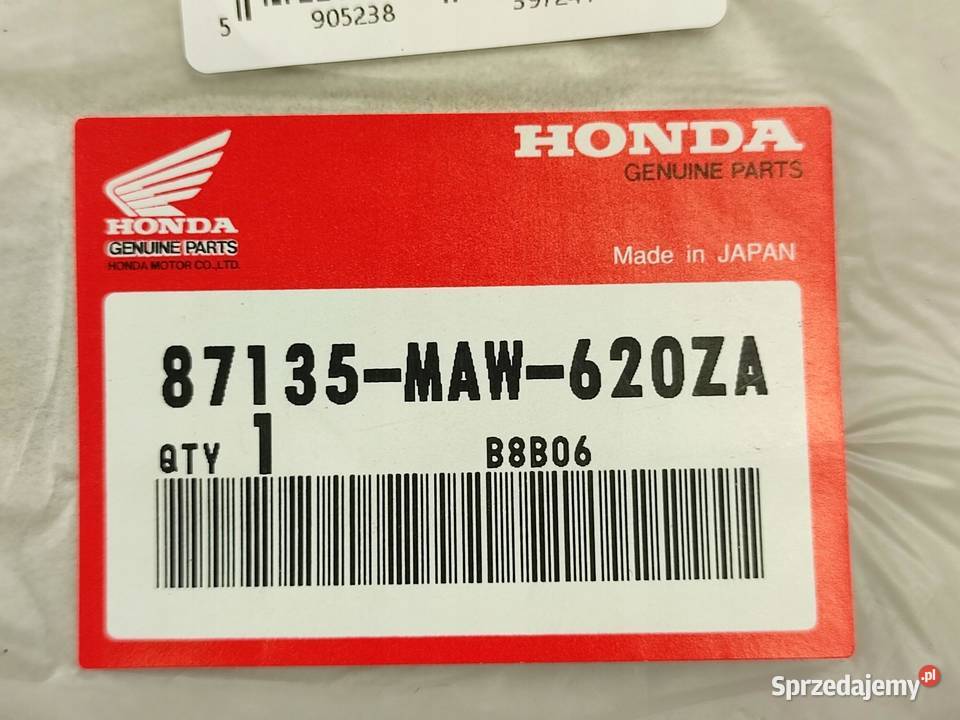 5 905238
HONDA
GENUINE PARTS
HONDA
GENUINE PARTS
HONDA MOTOR CO.,LTD.
Made in JAPAN
87135-MAW-620ZA
QTY 1 B8B06
Sprzedajemy.pl